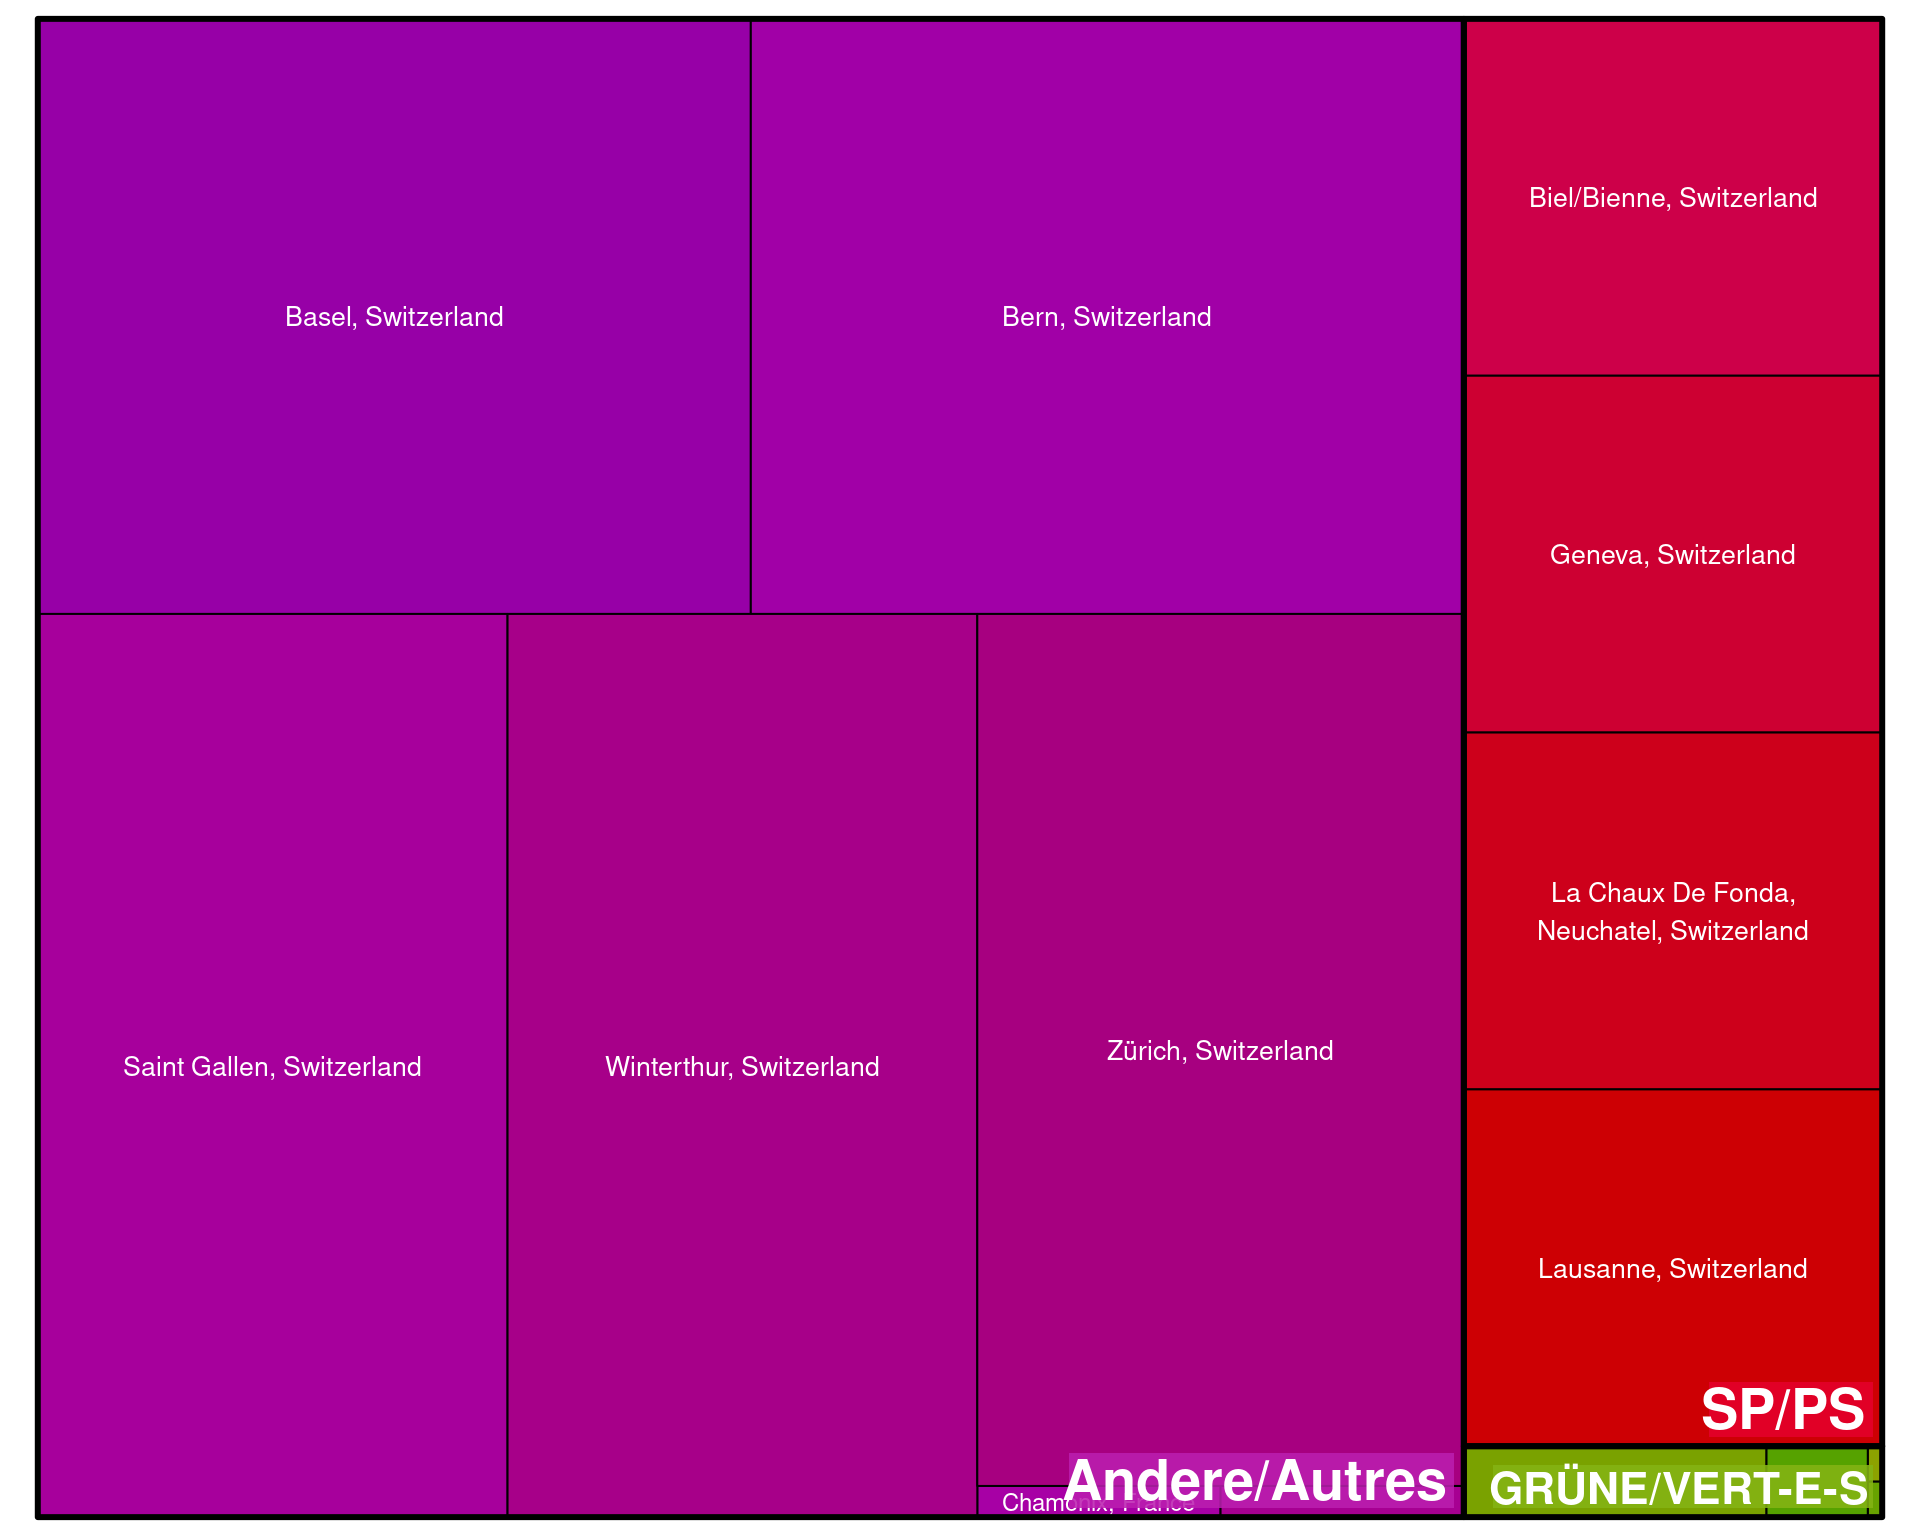 Basel, Switzerland
Bern, Switzerland
Biel/Bienne, Switzerland
Geneva, Switzerland
La Chaux De Fonda,
Neuchatel, Switzerland
Saint Gallen, Switzerland
Winterthur, Switzerland
Zürich, Switzerland
Lausanne, Switzerland
SP/PS
Andere/Autres
GRÜNE/VERT-E-S
Chamonix, France